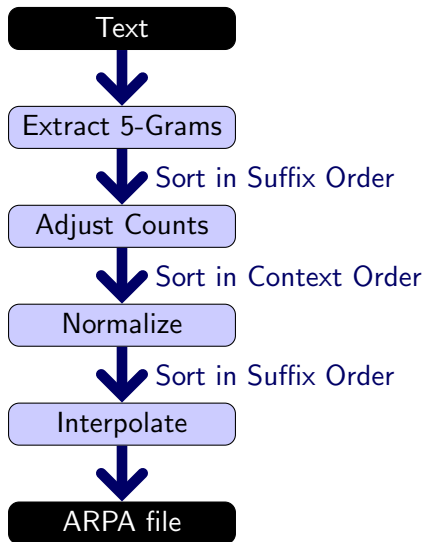 Text
Extract 5-Grams
Sort in Suffix Order
Adjust Counts
Sort in Context Order
Normalize
Sort in Suffix Order
Interpolate
ARPA file